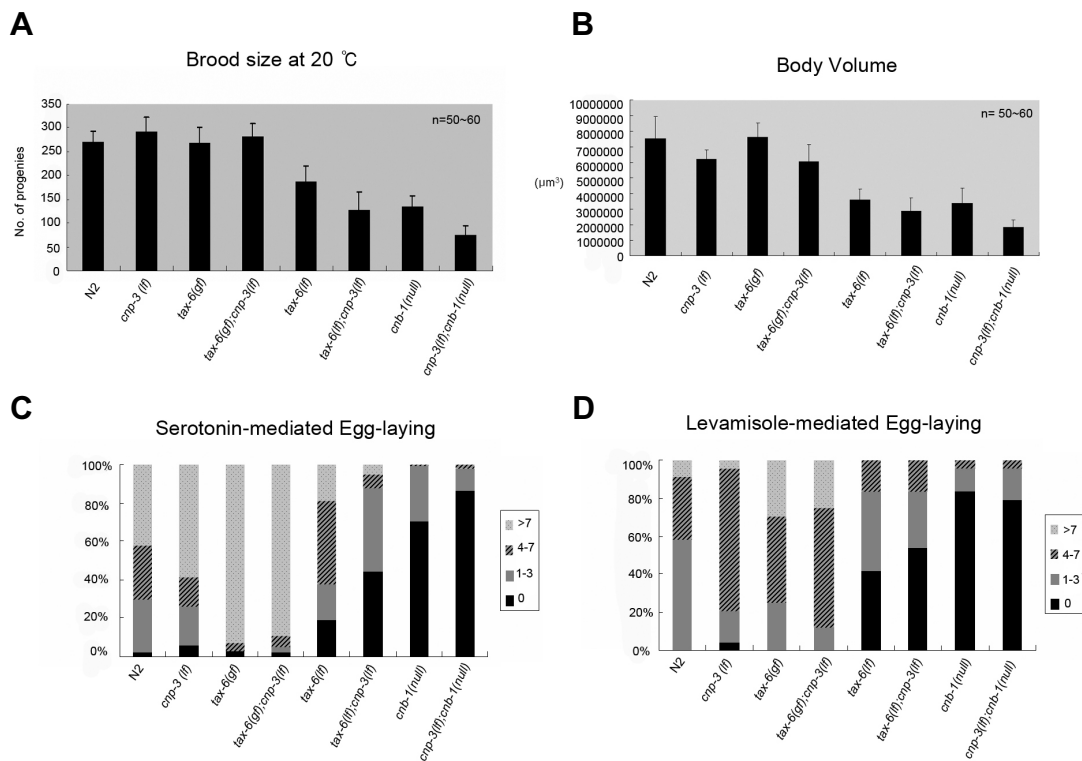 A
Brood size at 20 ℃
350
300
250
200
150
100
50
0
No. of progenies
n=50~60
N2
cnp-3 (lf)
tax-6(gf)
tax-6(gf);cnp-3(lf)
tax-6(lf)
tax-6(lf);cnp-3(lf)
cnb-1(null)
cnp-3(lf);cnb-1(null)
B
Body Volume
10000000
9000000
8000000
7000000
6000000
5000000
4000000
3000000
2000000
1000000
0
(µm³)
n= 50~60
N2
cnp-3 (lf)
tax-6(gf)
tax-6(gf);cnp-3(lf)
tax-6(lf)
tax-6(lf);cnp-3(lf)
cnb-1(null)
cnp-3(lf);cnb-1(null)
C
Serotonin-mediated Egg-laying
100%
80%
60%
40%
20%
0%
>7
4-7
1-3
0
N2
cnp-3 (lf)
tax-6(gf)
tax-6(gf);cnp-3(lf)
tax-6(lf)
tax-6(lf);cnp-3(lf)
cnb-1(null)
cnp-3(lf);cnb-1(null)
D
Levamisole-mediated Egg-laying
100%
80%
60%
40%
20%
0%
>7
4-7
1-3
0
N2
cnp-3 (lf)
tax-6(gf)
tax-6(gf);cnp-3(lf)
tax-6(lf)
tax-6(lf);cnp-3(lf)
cnb-1(null)
cnp-3(lf);cnb-1(null)